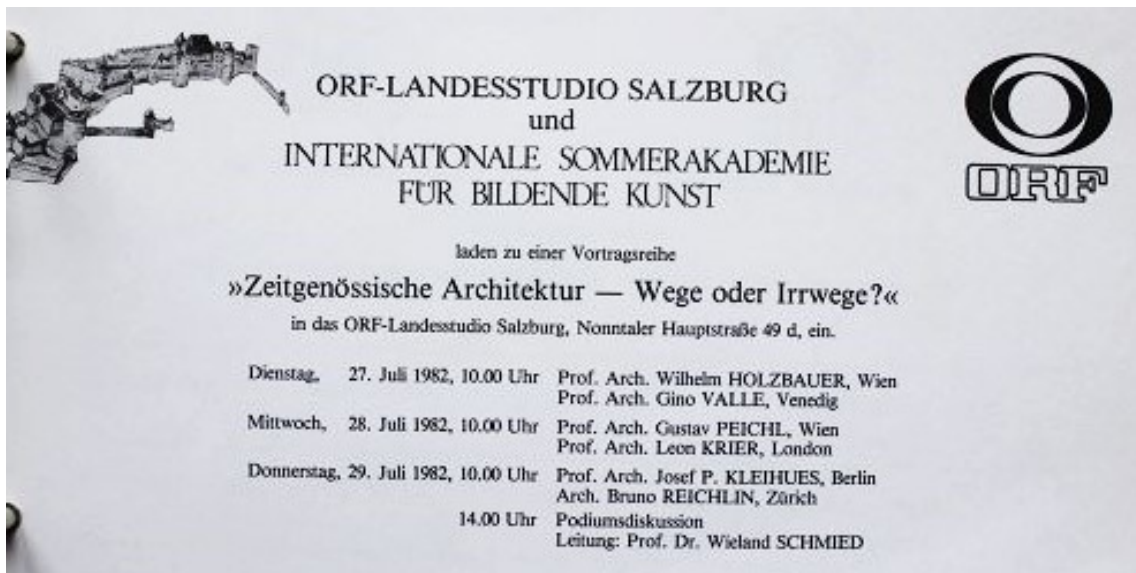 ORF-LANDESSTUDIO SALZBURG
und
INTERNATIONALE SOMMERAKADEMIE
FÜR BILDENDE KUNST
ORF
laden zu einer Vortragsreihe
»Zeitgenössische Architektur — Wege oder Irrwege?«
in das ORF-Landesstudio Salzburg, Nonntaler Hauptstraße 49 d, ein.
Dienstag, 27. Juli 1982, 10.00 Uhr Prof. Arch. Wilhelm HOLZBAUER, Wien
Prof. Arch. Gino VALLE, Venedig
Mittwoch, 28. Juli 1982, 10.00 Uhr Prof. Arch. Gustav PEICHL, Wien
Prof. Arch. Leon KRIER, London
Donnerstag, 29. Juli 1982, 10.00 Uhr Prof. Arch. Josef P. KLEIHUES, Berlin
Arch. Bruno REICHLIN, Zürich
14.00 Uhr Podiumsdiskussion
Leitung: Prof. Dr. Wieland SCHMIED